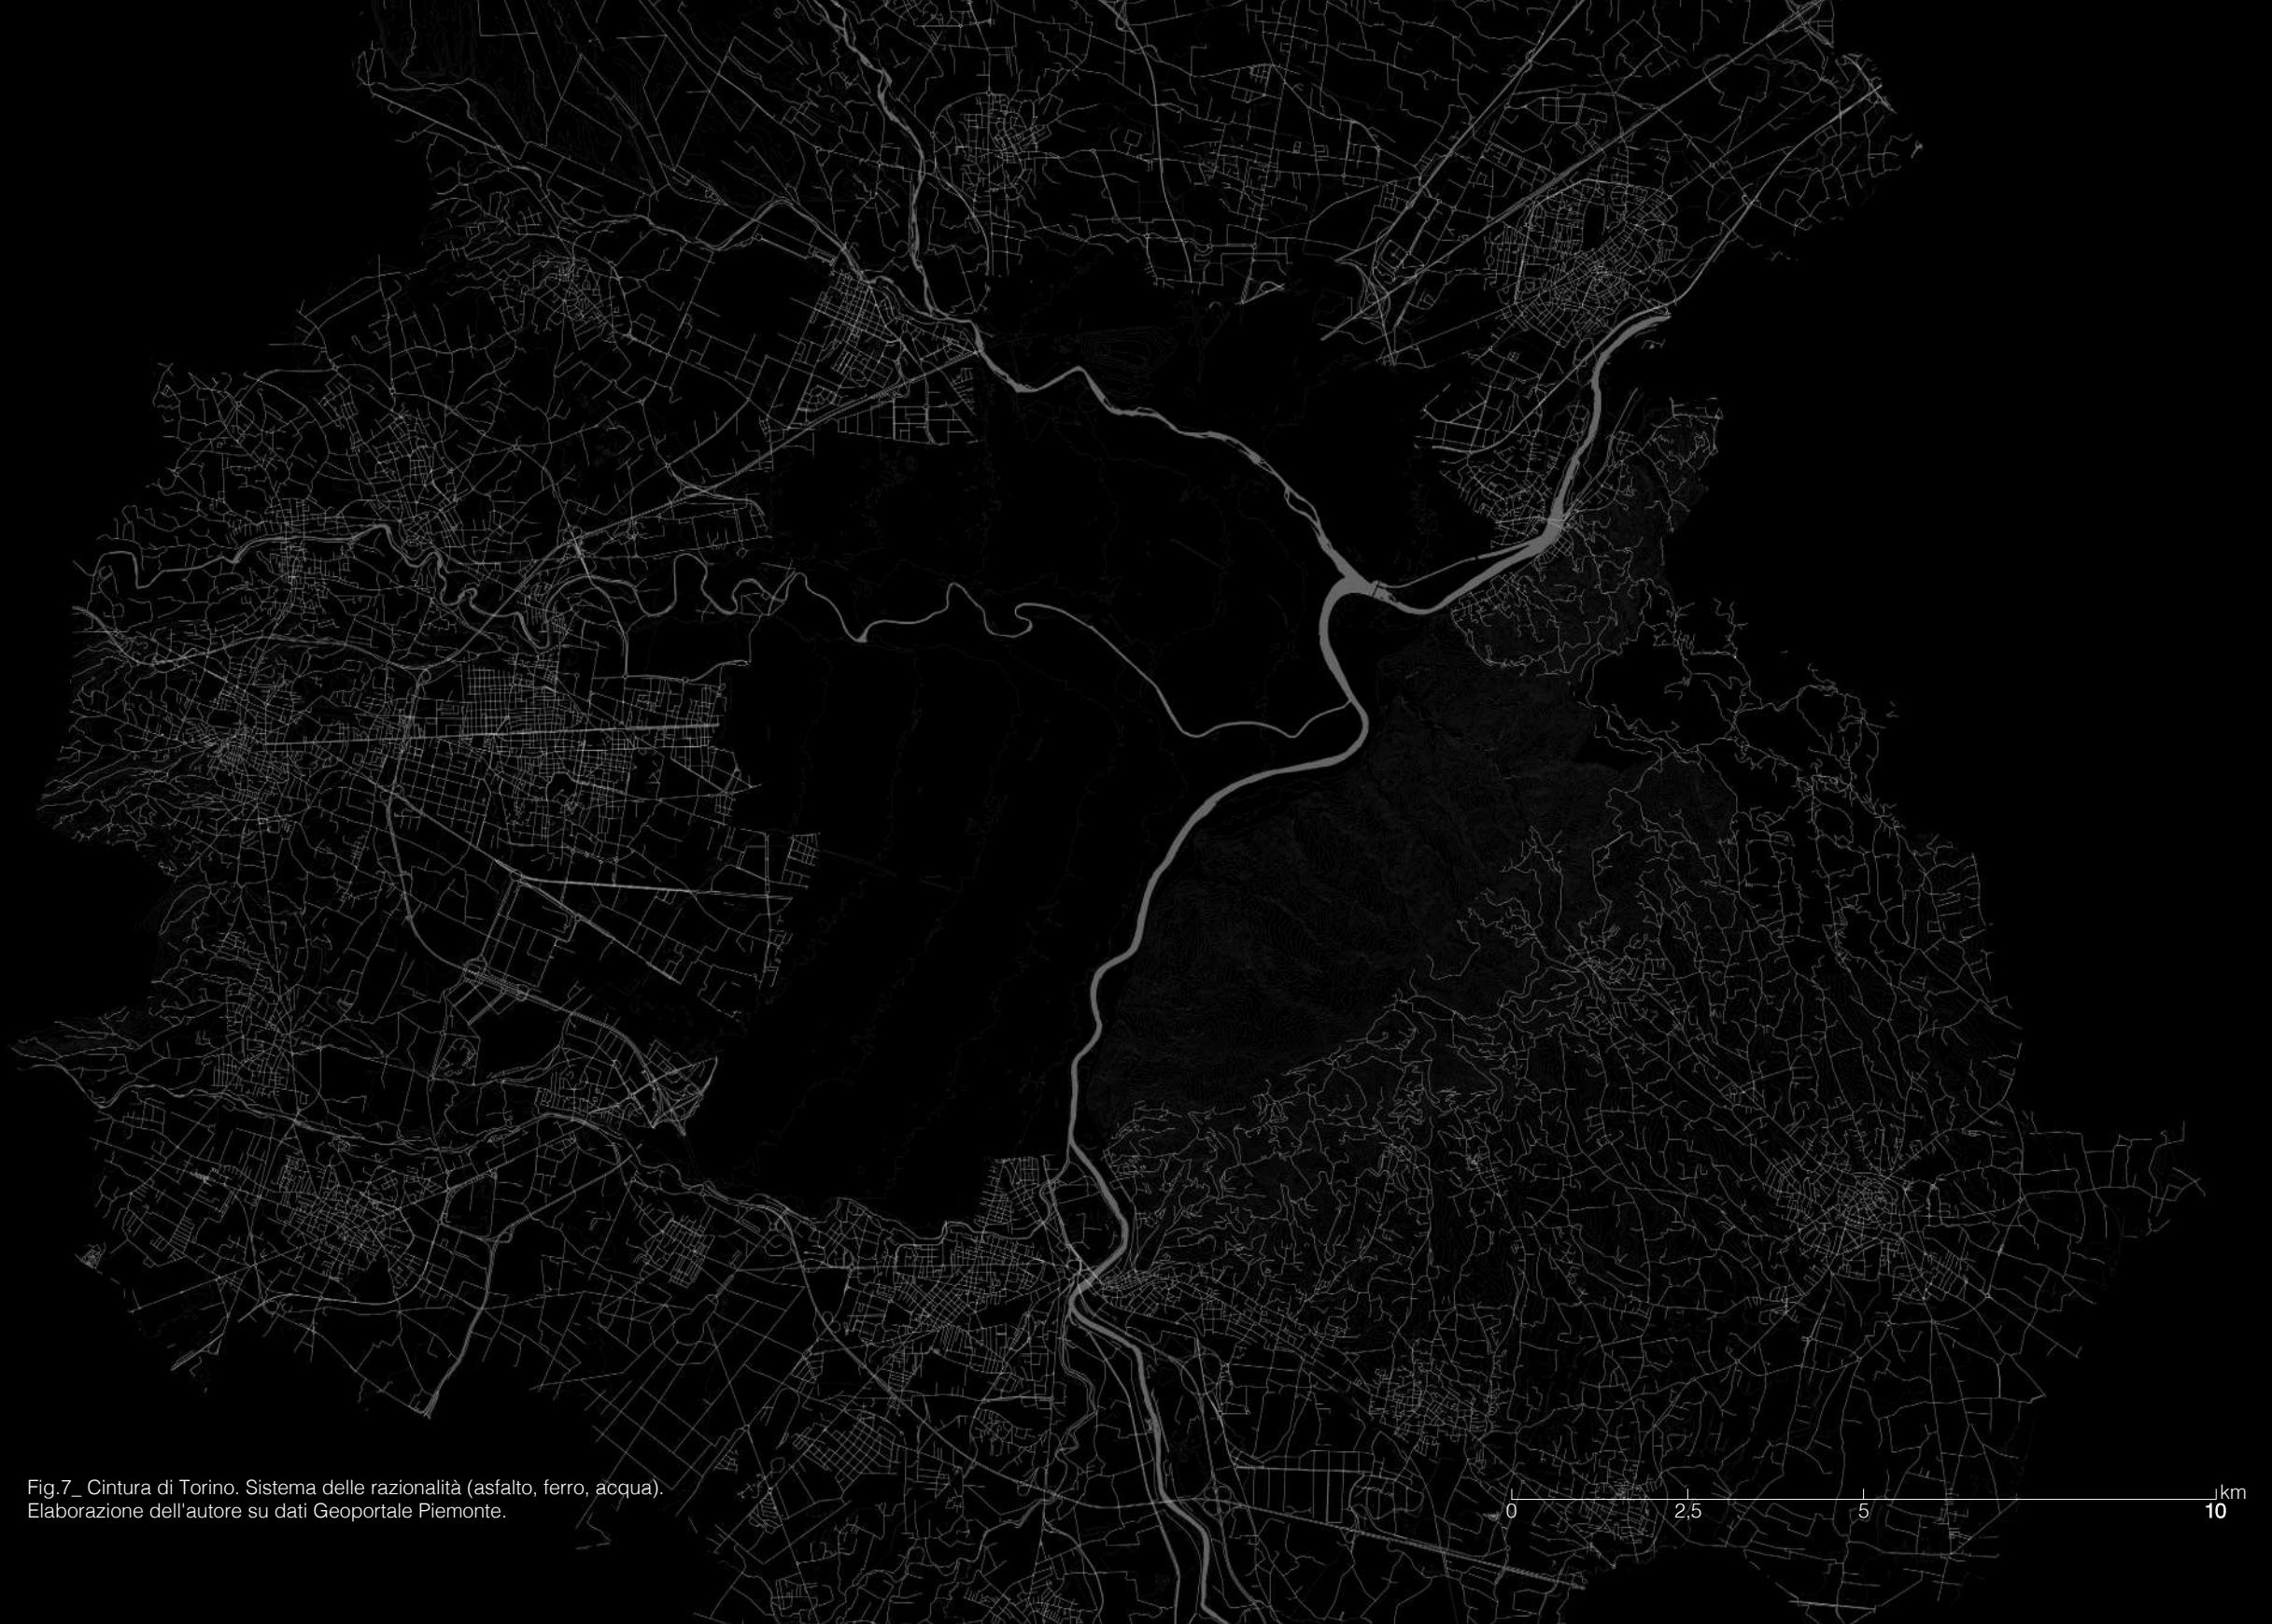 Fig.7_ Cintura di Torino. Sistema delle razionalità (asfalto, ferro, acqua).
Elaborazione dell'autore su dati Geoportale Piemonte.
km
0 2,5 5 10